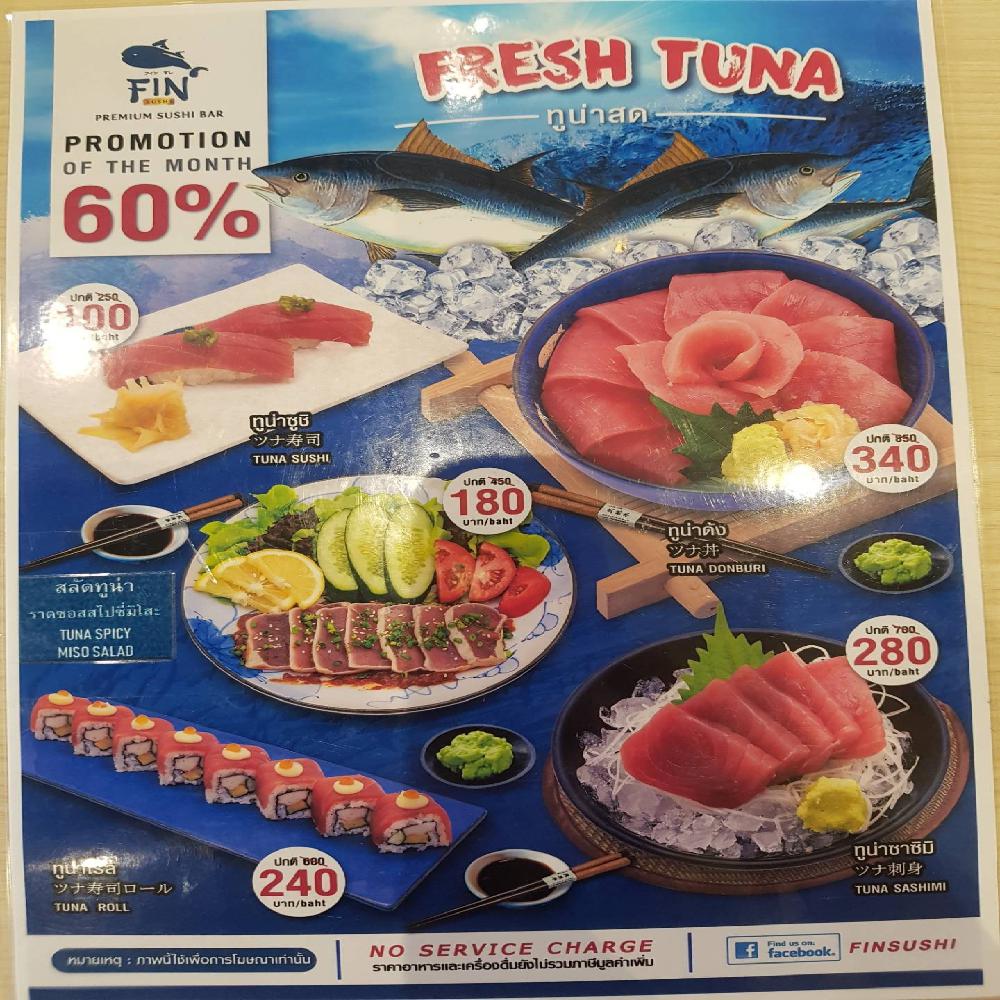 FIN
SUSHI
PREMIUM SUSHI BAR
PROMOTION
OF THE MONTH
60%
FRESH TUNA
ทูน่าสด
ปกติ 250
100
baht
ทูน่าซูชิ
ツナ寿司
TUNA SUSHI
ปกติ 850
340
บาท/baht
ทูน่าด้ง
ツナ丼
TUNA DONBURI
ปกติ 450
180
บาท/baht
สลัดทูน่า
ราดซอสสไปซี่มิโสะ
TUNA SPICY
MISO SALAD
ปกติ 700
280
บาท/baht
ทูน่าซาซิมิ
ツナ刺身
TUNA SASHIMI
ทูน่าโรล
ツナ寿司ロール
TUNA ROLL
ปกติ 600
240
บาท/baht
หมายเหตุ : ภาพนี้ใช้เพื่อการโฆษณาเท่านั้น
NO SERVICE CHARGE
ราคาอาหารและเครื่องดื่มยังไม่รวมภาษีมูลค่าเพิ่ม
f Find us on:
facebook.
FINSUSHI